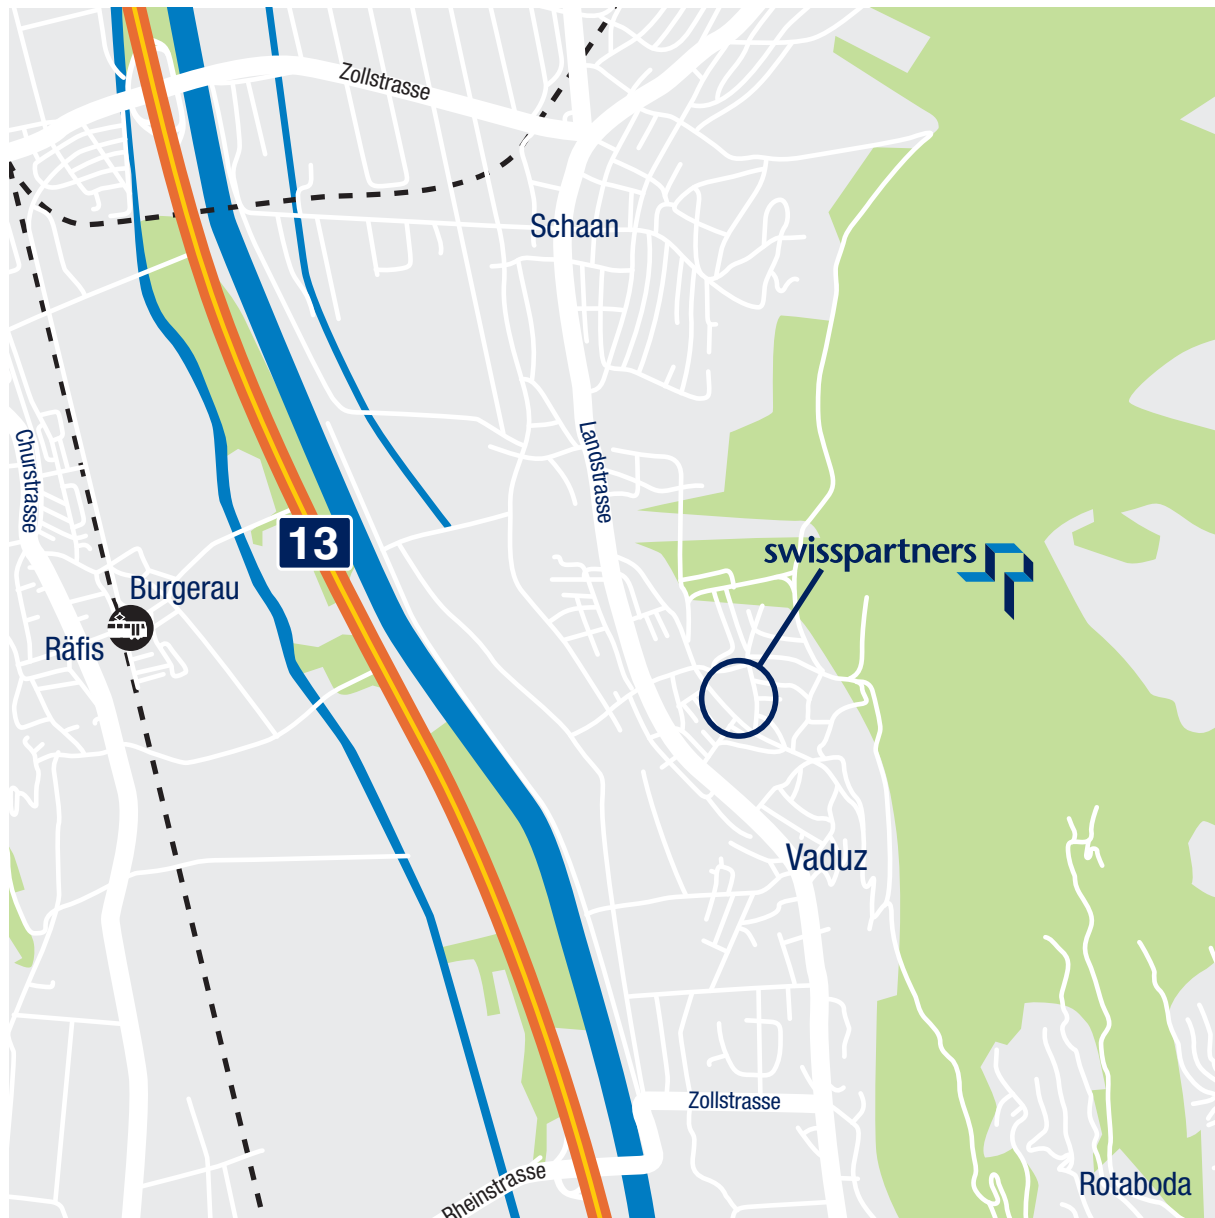 Zollstrasse
Schaan
Landstrasse
Churstrasse
13
swisspartners
Burgerau
Räfis
Vaduz
Zollstrasse
Rheinstrasse
Rotaboda